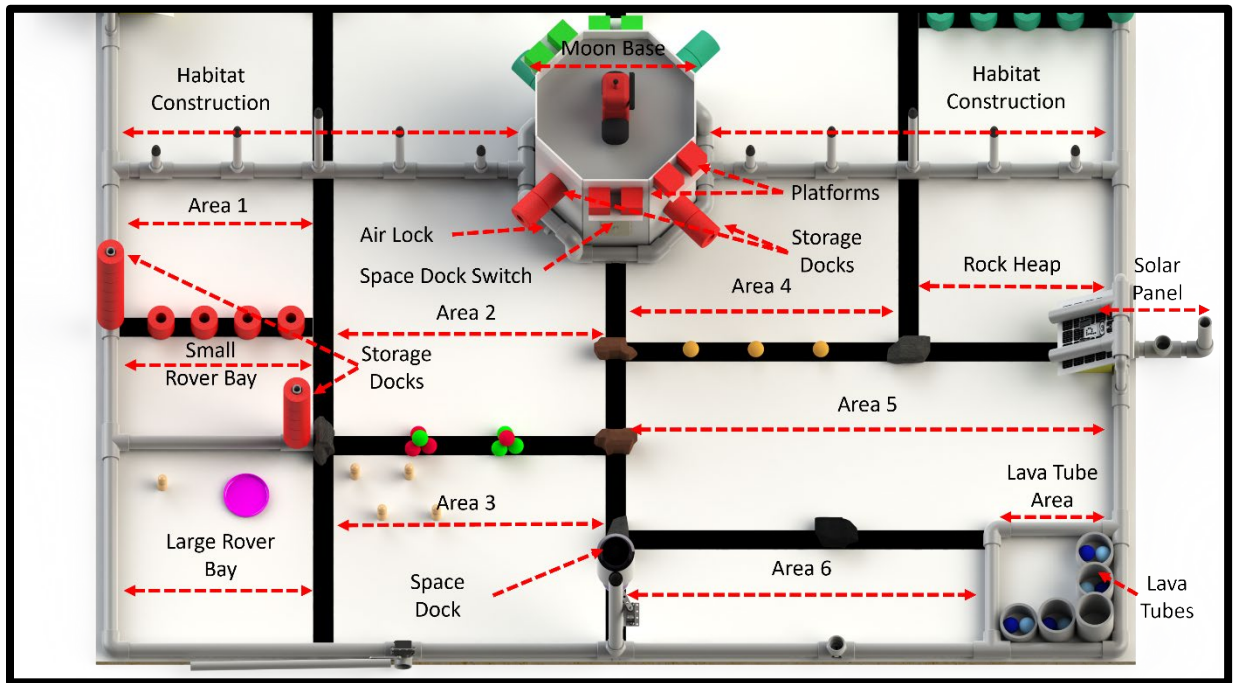 Moon Base
Habitat
Construction
Habitat
Construction
Area 1
Platforms
Air Lock
Storage
Docks
Space Dock Switch
Rock Heap
Solar
Panel
Area 4
Area 2
Small
Rover Bay
Storage
Docks
Area 5
Lava Tube
Area
Area 3
Large Rover
Bay
Space
Dock
Area 6
Lava
Tubes